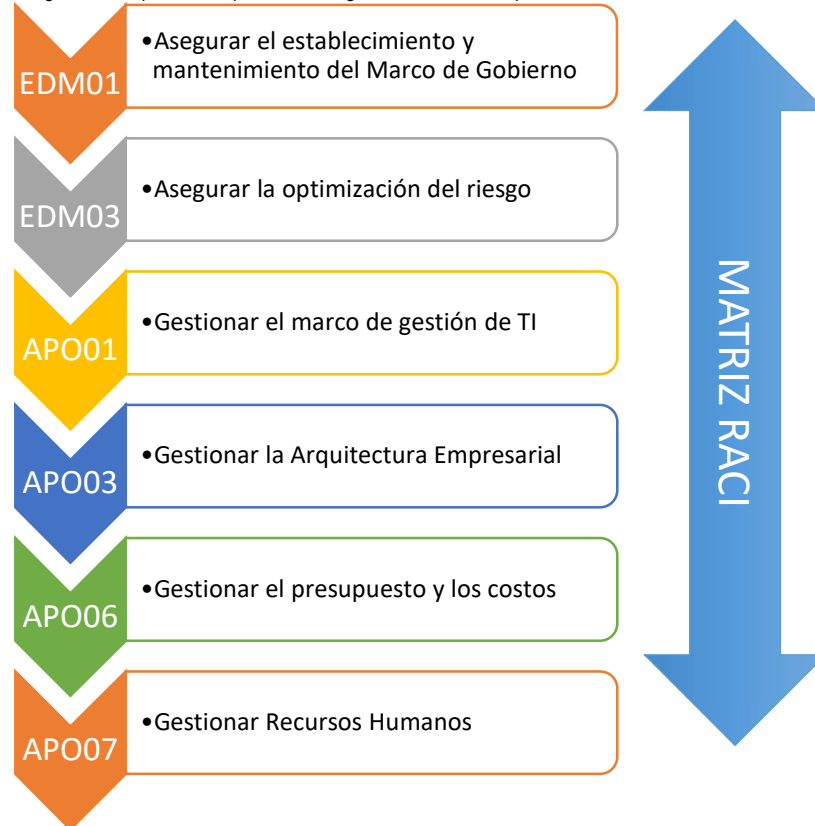 EDM01
•Asegurar el establecimiento y
mantenimiento del Marco de Gobierno
EDM03
•Asegurar la optimización del riesgo
APO01
•Gestionar el marco de gestión de TI
APO03
•Gestionar la Arquitectura Empresarial
APO06
•Gestionar el presupuesto y los costos
APO07
•Gestionar Recursos Humanos
MATRIZ RACI